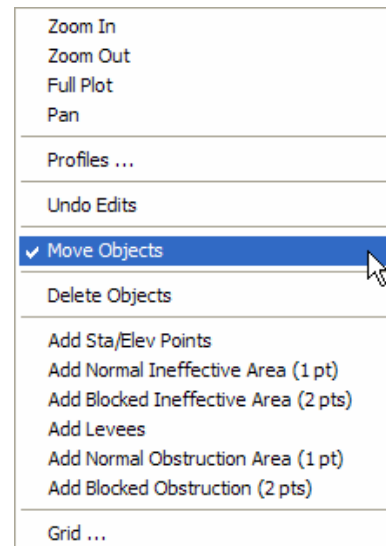 Zoom In
Zoom Out
Full Plot
Pan
Profiles ...
Undo Edits
Move Objects
Delete Objects
Add Sta/Elev Points
Add Normal Ineffective Area (1 pt)
Add Blocked Ineffective Area (2 pts)
Add Levees
Add Normal Obstruction Area (1 pt)
Add Blocked Obstruction (2 pts)
Grid ...